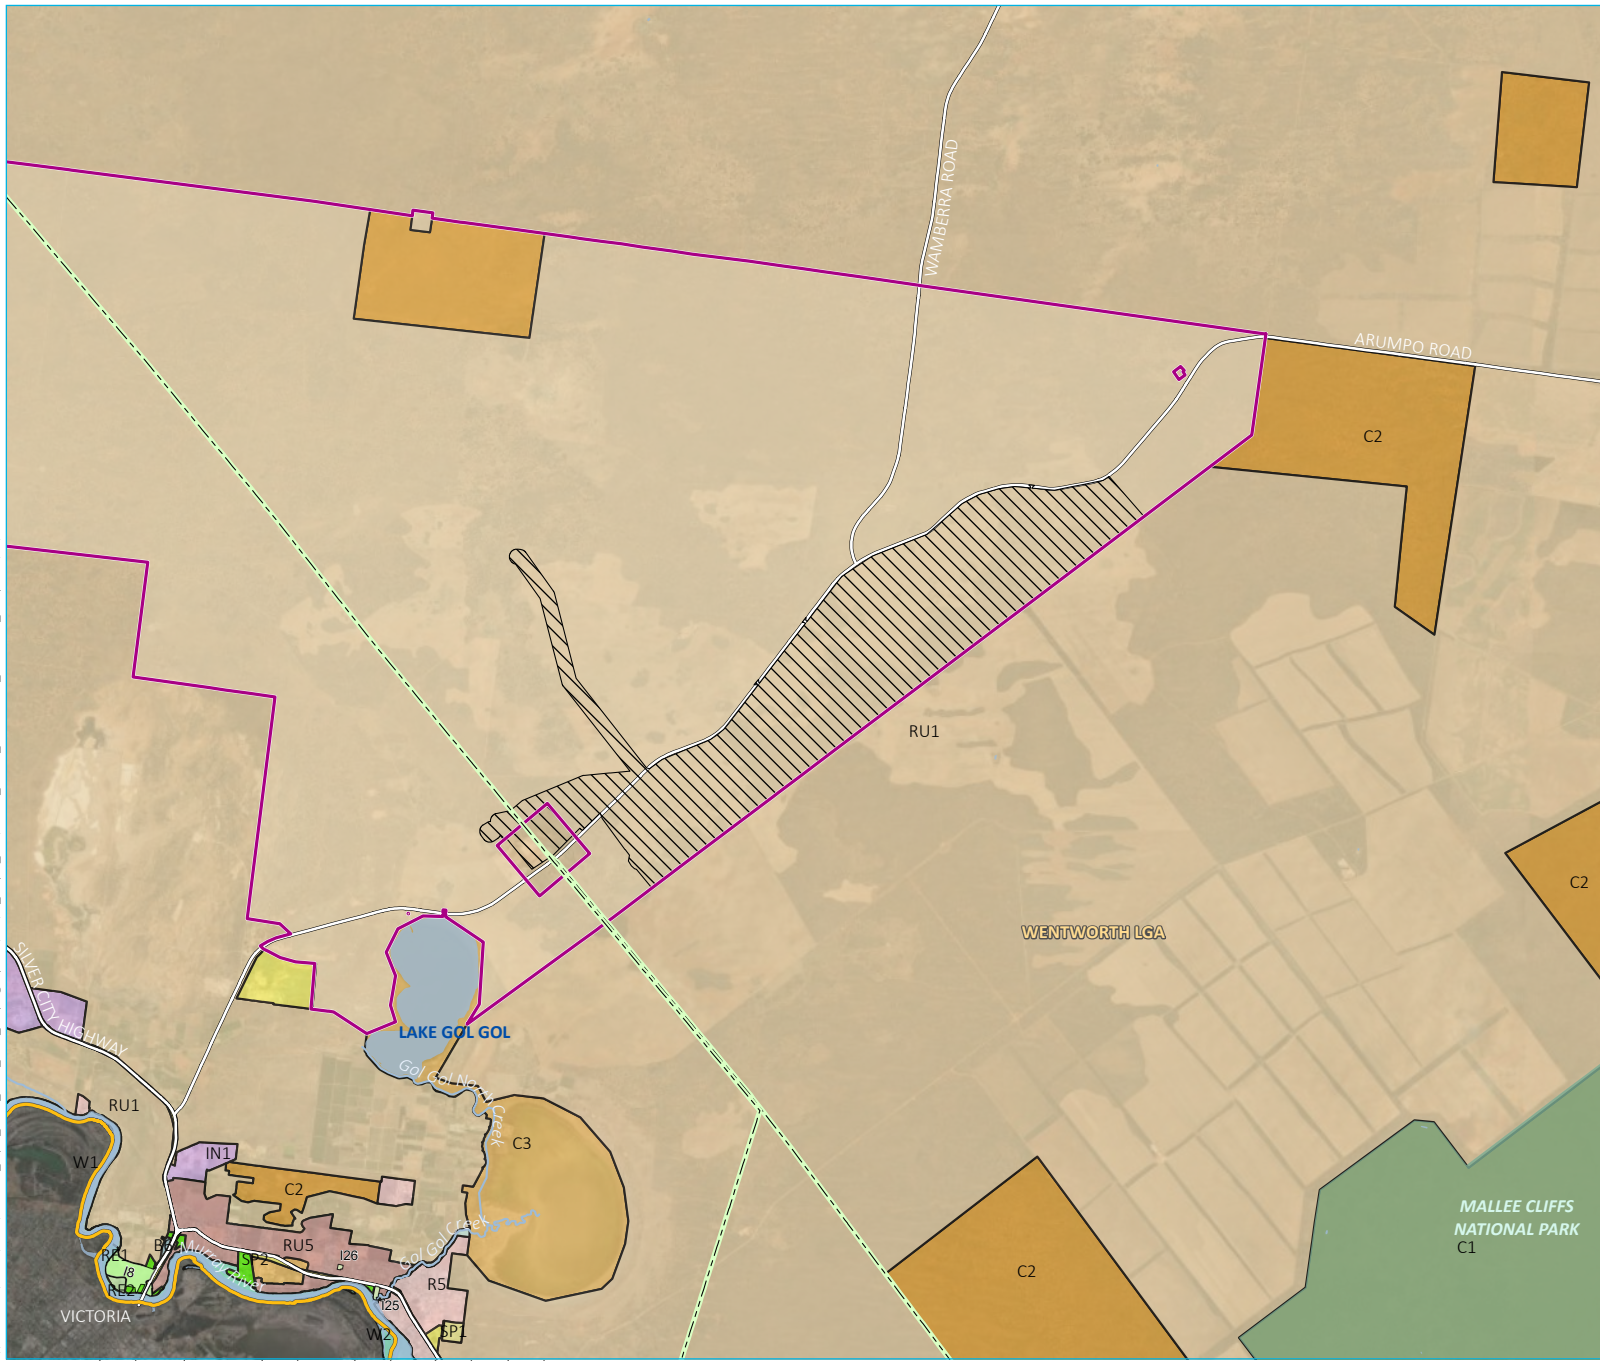 WAMBERRA ROAD
ARUMPO ROAD
C2
RU1
C2
WENTWORTH LGA
SILVER CITY HIGHWAY
LAKE GOL GOL
Gol Gol North Creek
RU1
C3
W1
IN1
C2
MALLEE CLIFFS
NATIONAL PARK
C1
Gol Gol Creek
RU5
I26
RE1
Murray River
SP2
I8
RE2
R5
C2
I25
VICTORIA
W2
SP1